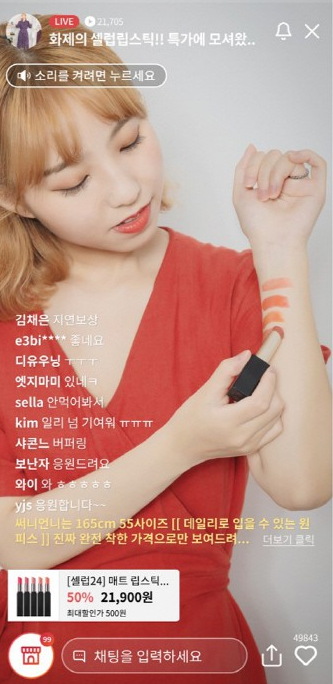 LIVE 21,705
화제의 셀럽립스틱!! 특가에 모셔왔..
소리를 켜려면 누르세요
김채은 지연보상
e3bi**** 좋네요
디유우닝 ㅜㅜㅜ
엣지마미 있네ㅋ
sella 안먹어봐서
kim 일리 넘 기여워 ㅠㅠㅠ
샤콘느 버퍼링
보난자 응원드려요
와이 와 ㅎㅎㅎㅎㅎ
yjs 응원합니다~~
써니언니는 165cm 55사이즈 [[ 데일리로 입을 수 있는 원
피스 ]] 진짜 완전 착한 가격으로만 보여드려... 더보기 클릭
[셀럽24] 매트 립스틱...
50% 21,900원
최대할인가 500원
99
49843
채팅을 입력하세요